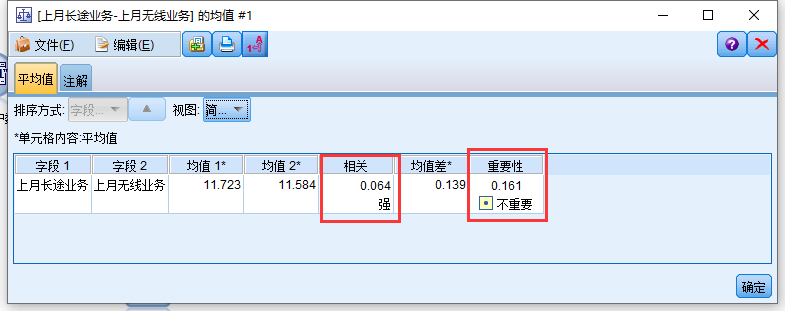 [上月长途业务-上月无线业务] 的均值 #1
文件(F) 编辑(E)
平均值 注解
排序方式: 字段... 视图: 简...
*单元格内容:平均值
字段 1 字段 2 均值 1* 均值 2* 相关 均值差* 重要性
上月长途业务 上月无线业务 11.723 11.584 0.064 0.139 0.161
强 不重要
确定